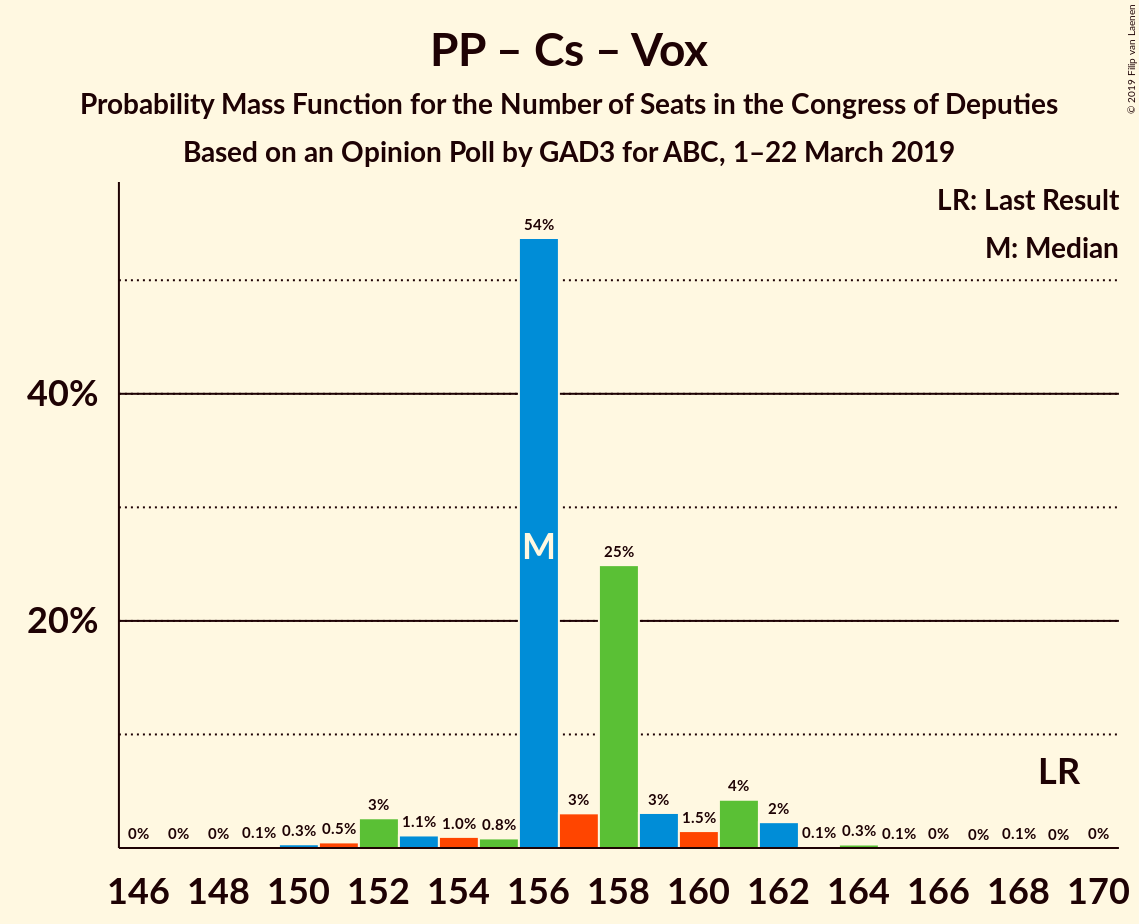 PP – Cs – Vox
Probability Mass Function for the Number of Seats in the Congress of Deputies
Based on an Opinion Poll by GAD3 for ABC, 1–22 March 2019
© 2019 Filip van Laenen
LR: Last Result
M: Median
54%
40%
M
25%
20%
LR
0% 0% 0% 0.1% 0.3% 0.5% 3% 1.1% 1.0% 0.8% 3% 3% 1.5% 4% 2% 0.1% 0.3% 0.1% 0% 0% 0.1% 0% 0%
146 148 150 152 154 156 158 160 162 164 166 168 170